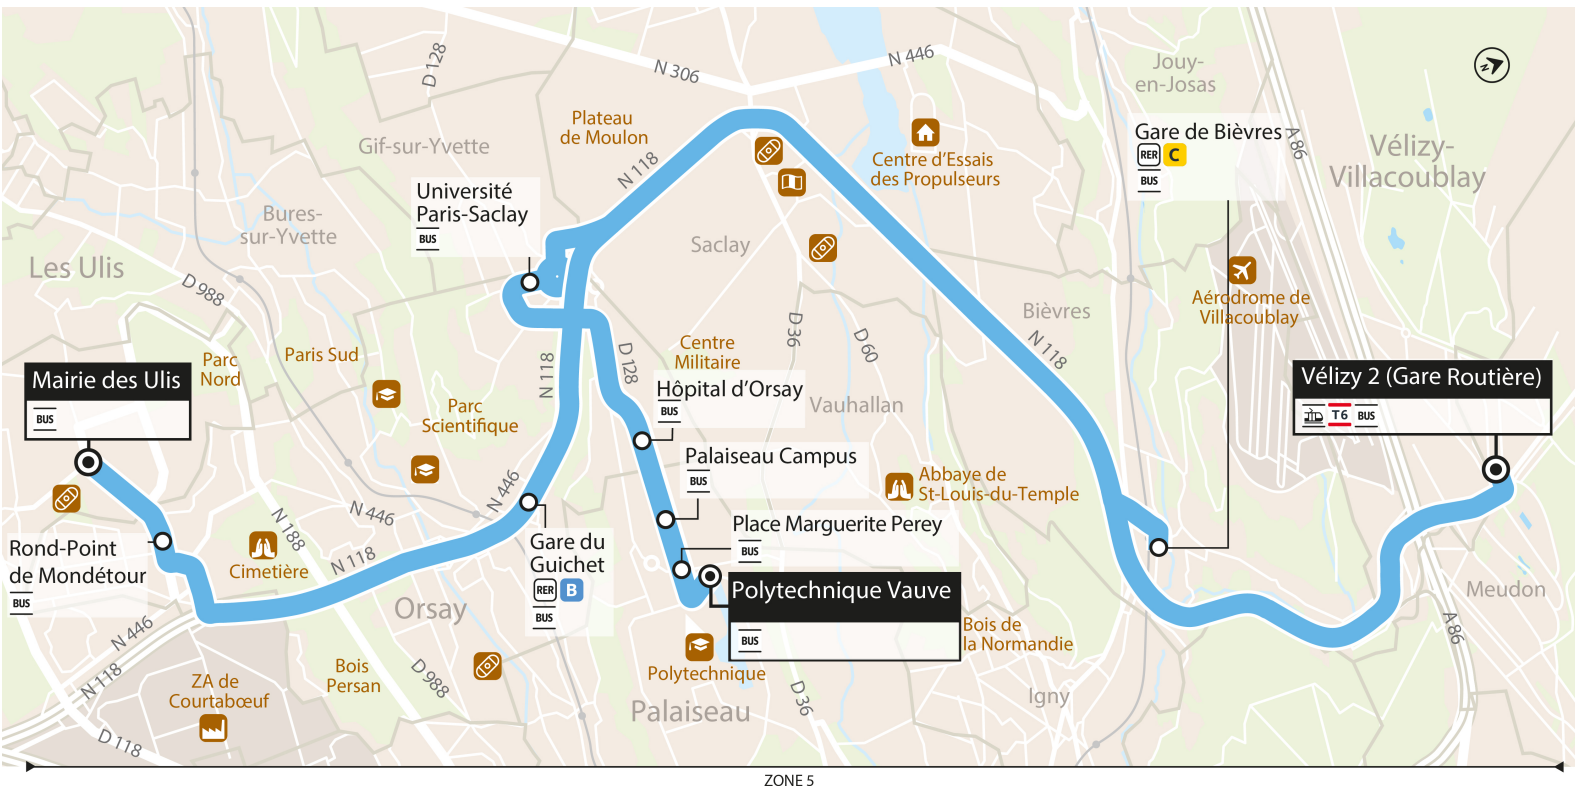 D 128
N 306
N 446
Jouy-
en-Josas
A 86
Vélizy-
Villacoublay
Plateau
de Moulon
Gif-sur-Yvette
N 118
Centre d'Essais
des Propulseurs
Gare de Bièvres
RER C
BUS
Université
Paris-Saclay
BUS
Bures-
sur-Yvette
Saclay
Les Ulis
D 988
Aérodrome de
Villacoublay
Bièvres
N 118
D 36
D 60
Parc
Nord
Paris Sud
N 118
D 128
Centre
Militaire
Mairie des Ulis
BUS
Hôpital d'Orsay
BUS
Vélizy 2 (Gare Routière)
T6 BUS
Parc
Scientifique
Vauhallan
Palaiseau Campus
BUS
Abbaye de
St-Louis-du-Temple
N 446
N 446
N 188
Place Marguerite Perey
BUS
Rond-Point
de Mondétour
BUS
Cimetière
N 118
Gare du
Guichet
RER B
BUS
Polytechnique Vauve
BUS
Meudon
Orsay
N 446
A 86
Bois de
la Normandie
N 118
ZA de
Courtabœuf
Bois
Persan
D 988
Polytechnique
Palaiseau
D 36
Igny
D 118
N
ZONE 5